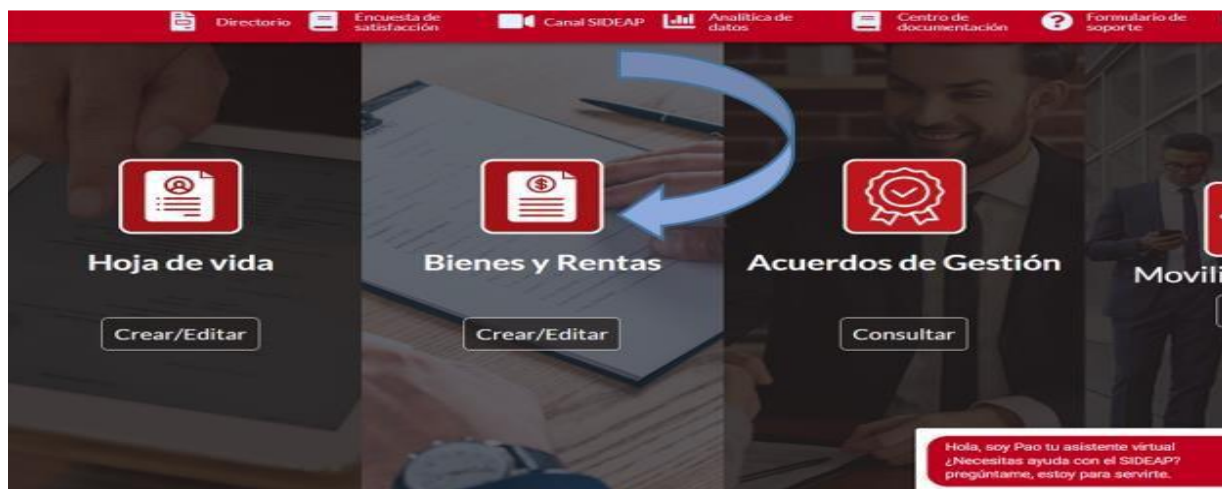 Directorio
Encuesta de
satisfacción
Canal SIDEAP
Analítica de
datos
Centro de
documentación
Formulario de
soporte
Hoja de vida
Bienes y Rentas
Acuerdos de Gestión
Movili
Crear/Editar
Crear/Editar
Consultar
Hola, soy Pao tu asistente virtual
¿Necesitas ayuda con el SIDEAP?
pregúntame, estoy para servirte.